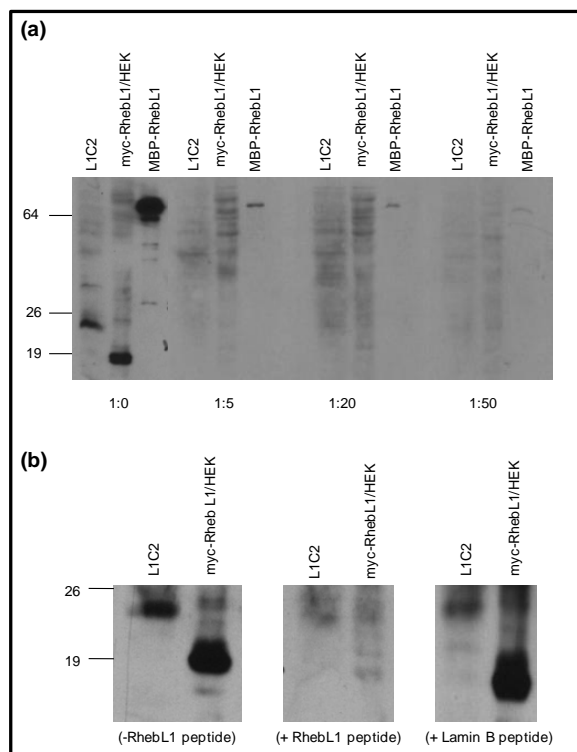 (a)
L1C2
myc-RhebL1/HEK
MBP-RhebL1
L1C2
myc-RhebL1/HEK
MBP-RhebL1
L1C2
myc-RhebL1/HEK
MBP-RhebL1
L1C2
myc-RhebL1/HEK
MBP-RhebL1
64
26
19
1:0
1:5
1:20
1:50
(b)
L1C2
myc-Rheb L1/HEK
L1C2
myc-RhebL1/HEK
L1C2
myc-RhebL1/HEK
26
19
(-RhebL1 peptide)
(+ RhebL1 peptide)
(+ Lamin B peptide)